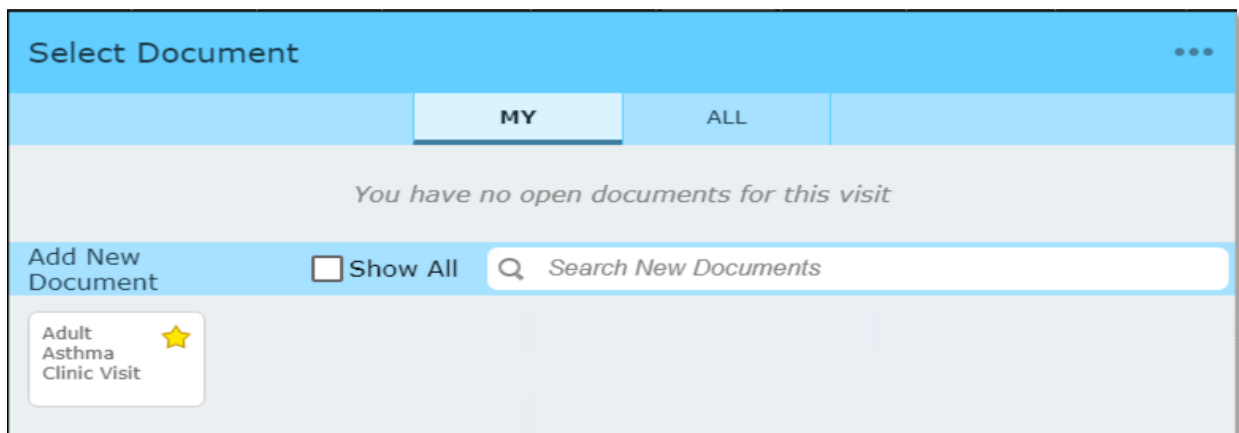 Select Document
MY
ALL
You have no open documents for this visit
Add New
Document
Show All
Search New Documents
Adult
Asthma
Clinic Visit